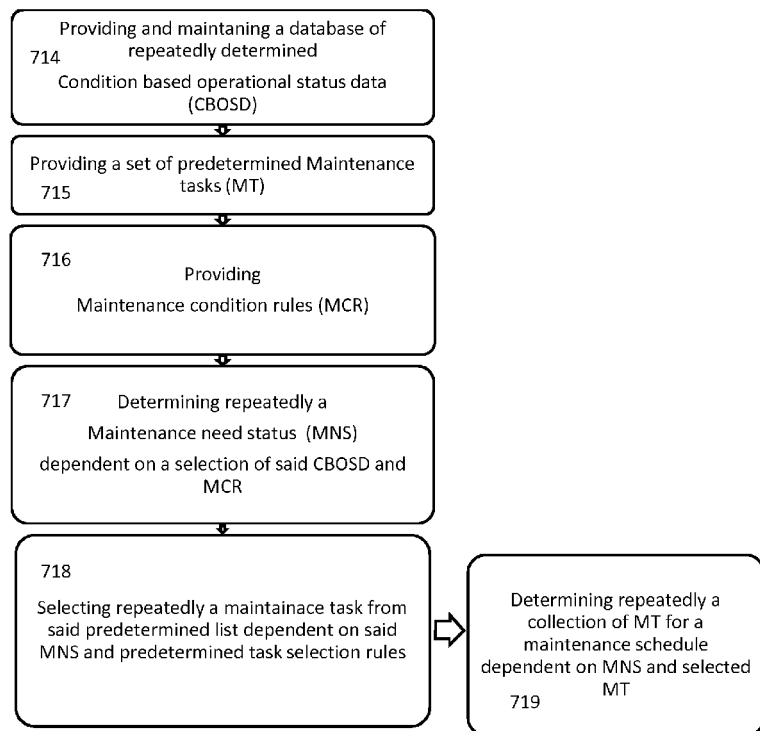 Providing and maintaning a database of
repeatedly determined
714
Condition based operational status data
(CBOSD)
Providing a set of predetermined Maintenance
tasks (MT)
715
716
Providing
Maintenance condition rules (MCR)
717
Determining repeatedly a
Maintenance need status (MNS)
dependent on a selection of said CBOSD and
MCR
718
Selecting repeatedly a maintainace task from
said predetermined list dependent on said
MNS and predetermined task selection rules
Determining repeatedly a
collection of MT for a
maintenance schedule
dependent on MNS and selected
MT
719